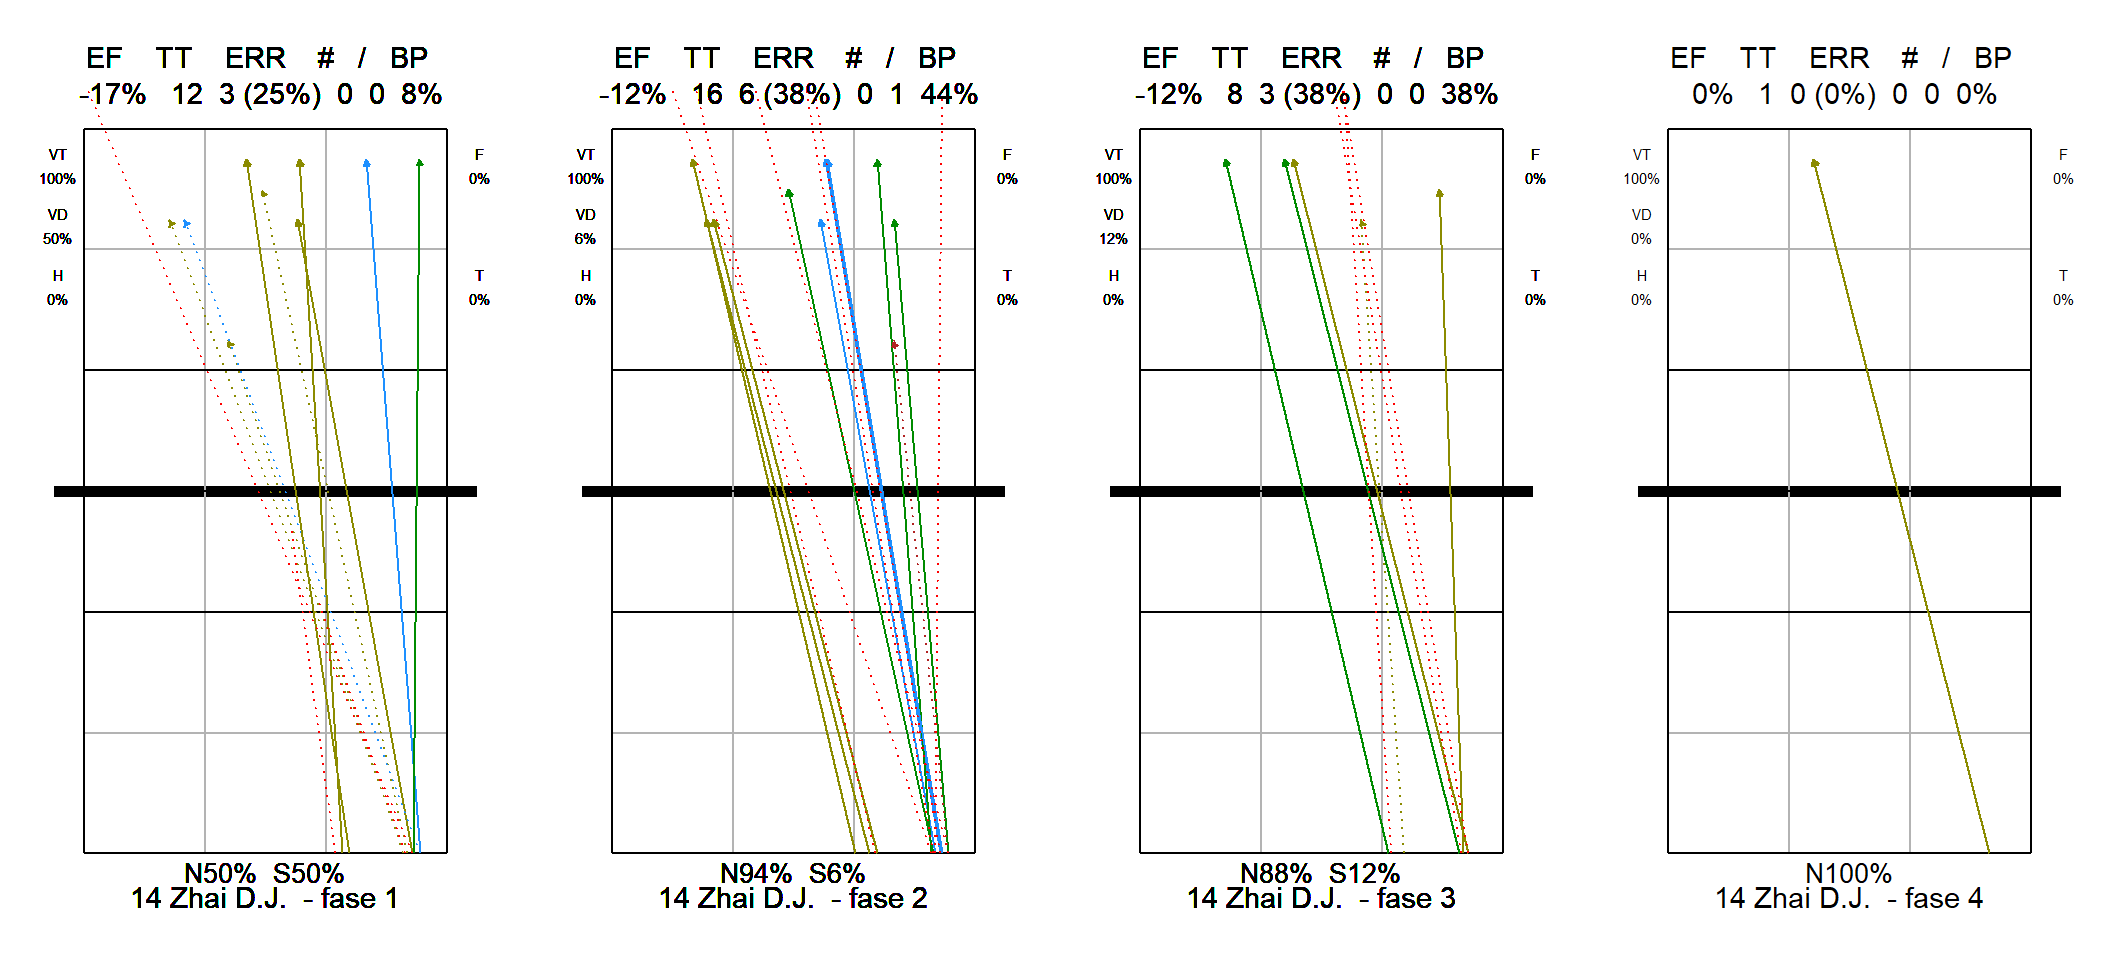 EF TT ERR # / BP
-17% 12 3 (25%) 0 0 8%
VT
100%
VD
50%
H
0%
F
0%
T
0%
N50% S50%
14 Zhai D.J. - fase 1
EF TT ERR # / BP
-12% 16 6 (38%) 0 1 44%
VT
100%
VD
6%
H
0%
F
0%
T
0%
N94% S6%
14 Zhai D.J. - fase 2
EF TT ERR # / BP
-12% 8 3 (38%) 0 0 38%
VT
100%
VD
12%
H
0%
F
0%
T
0%
N88% S12%
14 Zhai D.J. - fase 3
EF TT ERR # / BP
0% 1 0 (0%) 0 0 0%
VT
100%
VD
0%
H
0%
F
0%
T
0%
N100%
14 Zhai D.J. - fase 4